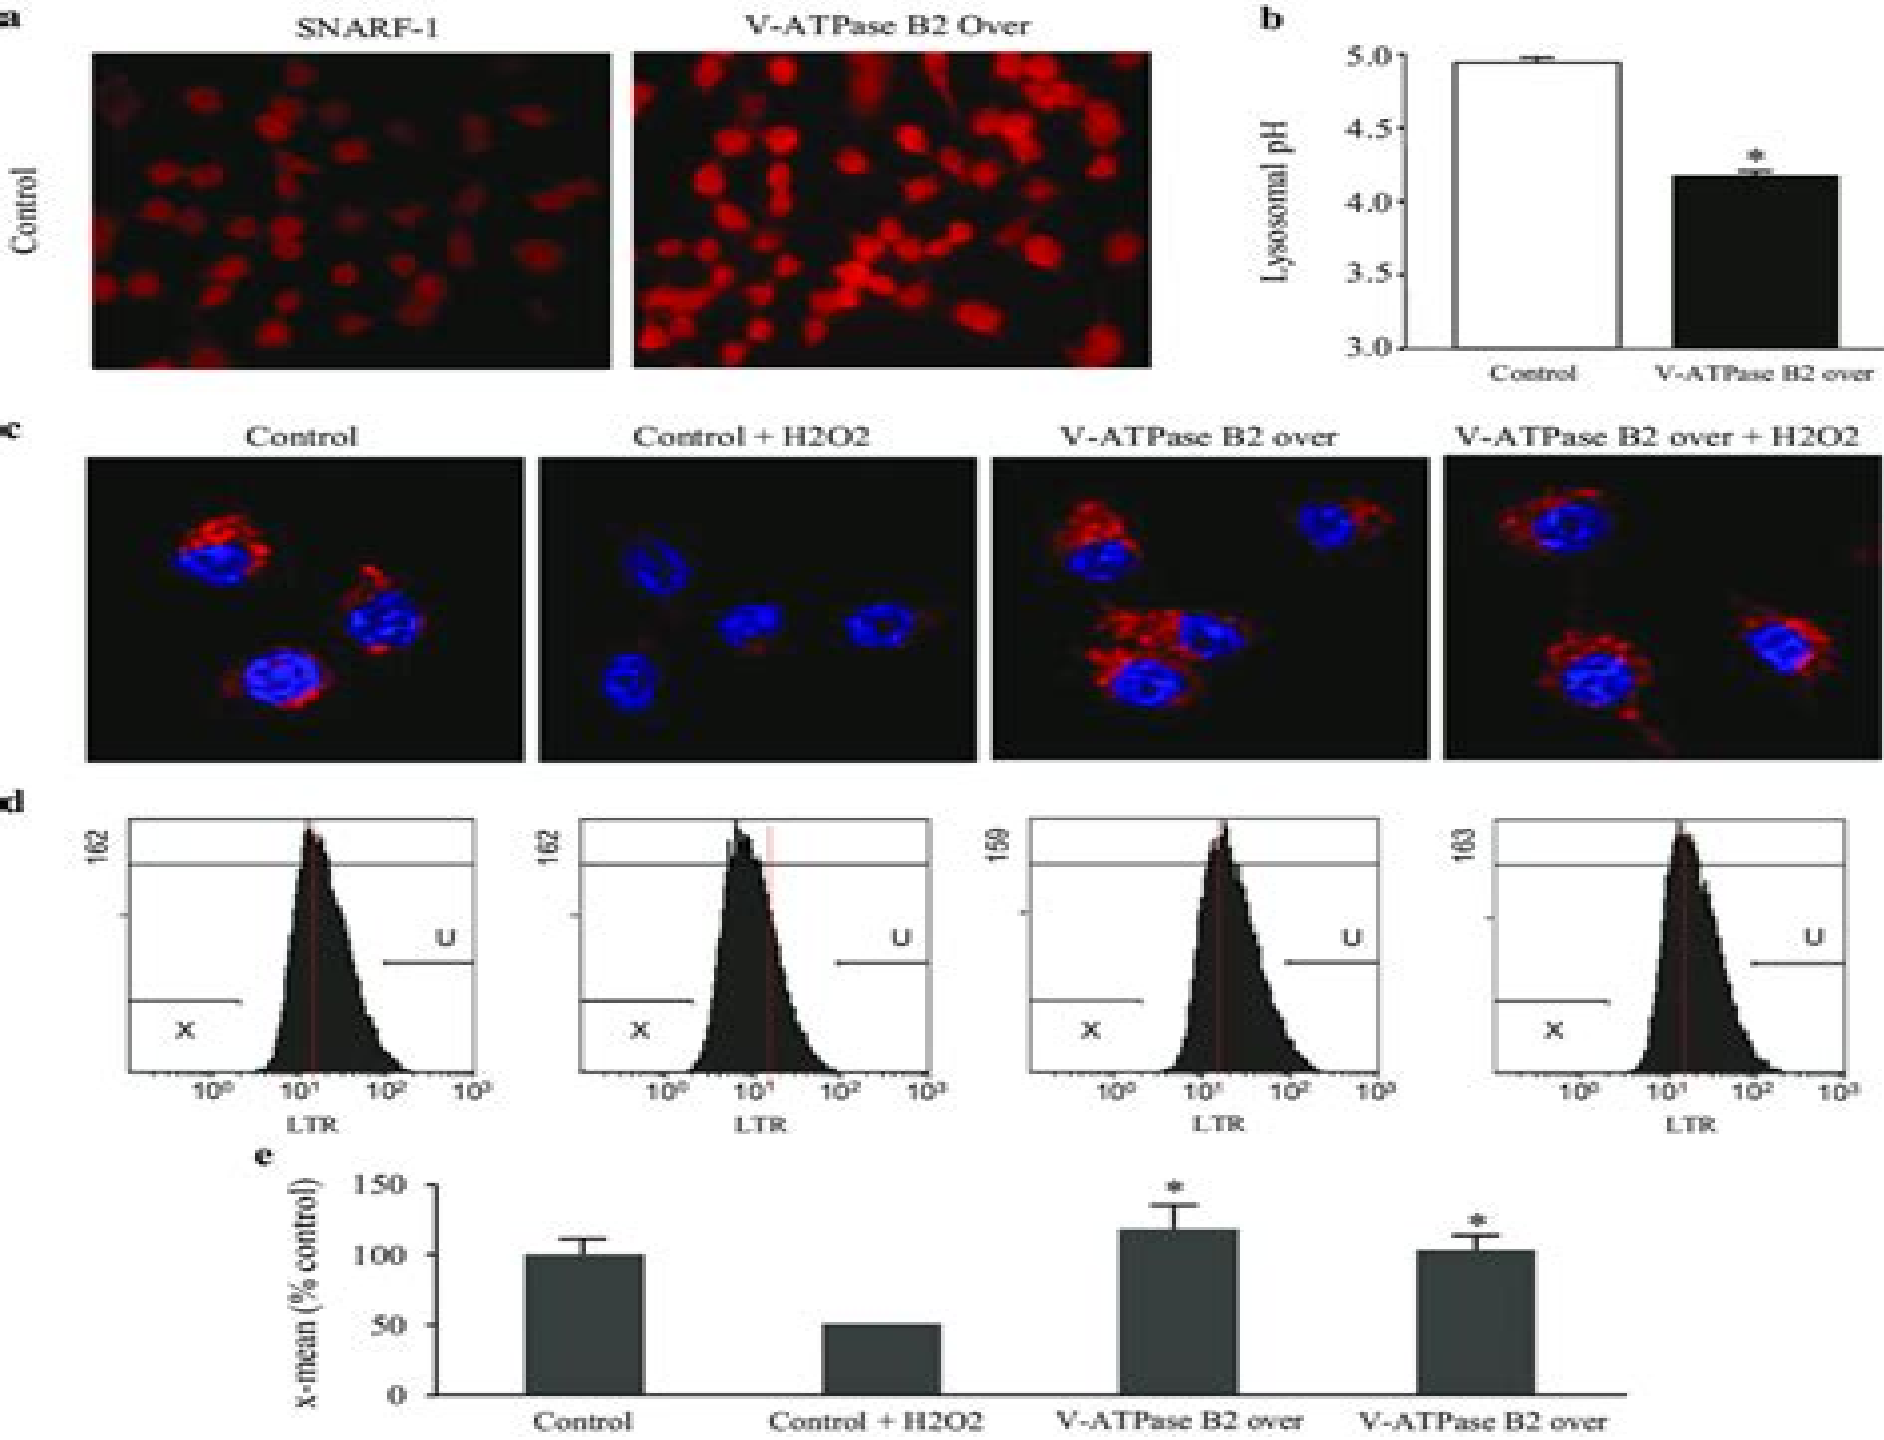 a
SNARF-1
V-ATPase B2 Over
Control
b
Lysosomal pH
5.0
4.5
4.0
3.5
3.0
*
Control
V-ATPase B2 over
c
Control
Control + H2O2
V-ATPase B2 over
V-ATPase B2 over + H2O2
d
162
U
X
10⁰ 10¹ 10² 10³
LTR
162
U
X
10⁰ 10¹ 10² 10³
LTR
159
U
X
10⁰ 10¹ 10² 10³
LTR
163
U
X
10⁰ 10¹ 10² 10³
LTR
e
x-mean (% control)
150
100
50
0
*
*
Control
Control + H2O2
V-ATPase B2 over
V-ATPase B2 over